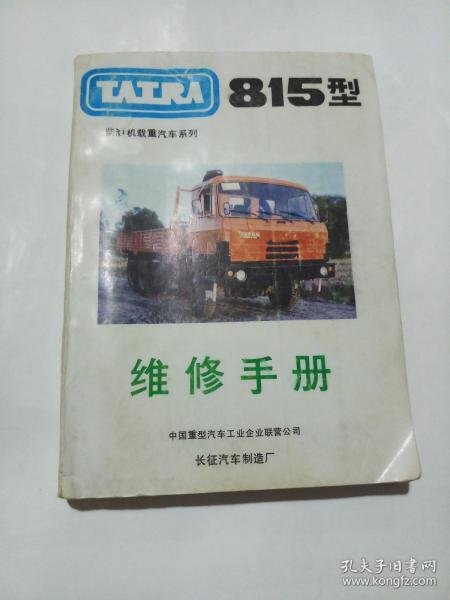 TATRA 815型
柴油机载重汽车系列
维修手册
中国重型汽车工业企业联营公司
长征汽车制造厂
孔夫子旧书网
www.kongfz.com